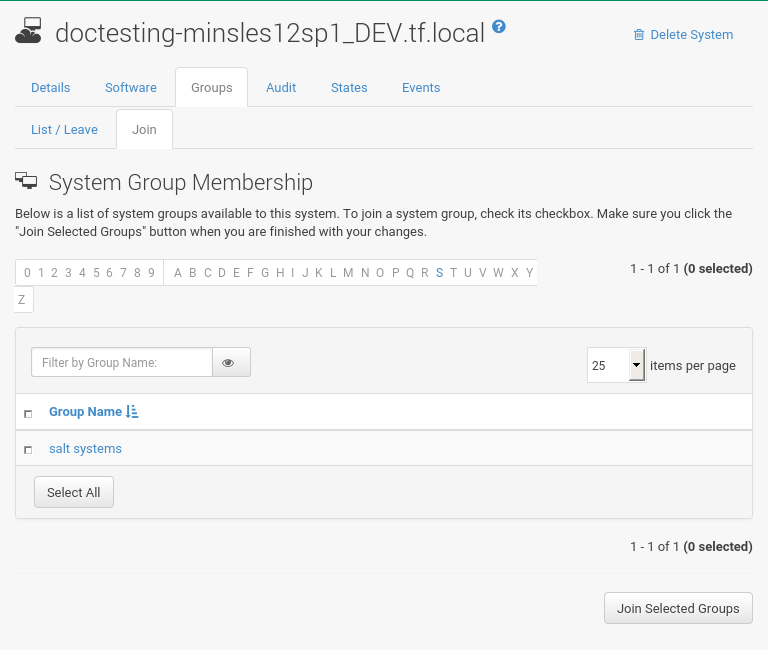 doctesting-minsles12sp1_DEV.tf.local ?
Delete System
Details Software Groups Audit States Events
List / Leave Join
System Group Membership
Below is a list of system groups available to this system. To join a system group, check its checkbox. Make sure you click the
"Join Selected Groups" button when you are finished with your changes.
0 1 2 3 4 5 6 7 8 9 A B C D E F G H I J K L M N O P Q R S T U V W X Y
Z
1 - 1 of 1 (0 selected)
Filter by Group Name:
25 items per page
Group Name
salt systems
Select All
1 - 1 of 1 (0 selected)
Join Selected Groups